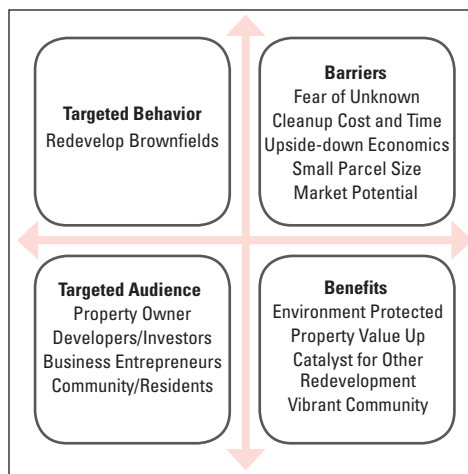 Targeted Behavior
Redevelop Brownfields
Barriers
Fear of Unknown
Cleanup Cost and Time
Upside-down Economics
Small Parcel Size
Market Potential
Targeted Audience
Property Owner
Developers/Investors
Business Entrepreneurs
Community/Residents
Benefits
Environment Protected
Property Value Up
Catalyst for Other
Redevelopment
Vibrant Community